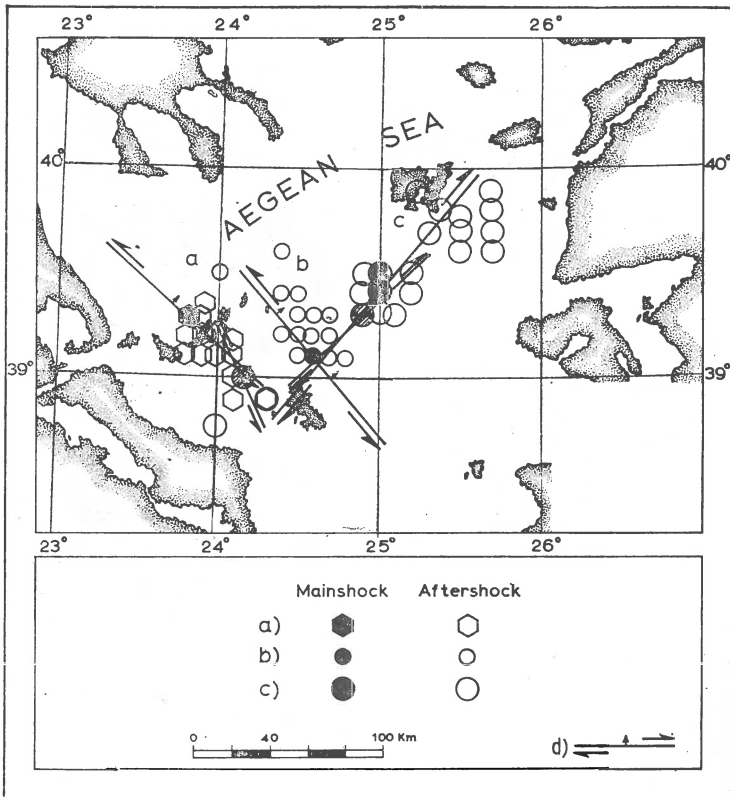 23° 24° 25° 26°
AEGEAN SEA
40° 40°
a b c
39° 39°
23° 24° 25° 26°
Mainshock Aftershock
a)
b)
c)
0 40 100 Km
d)